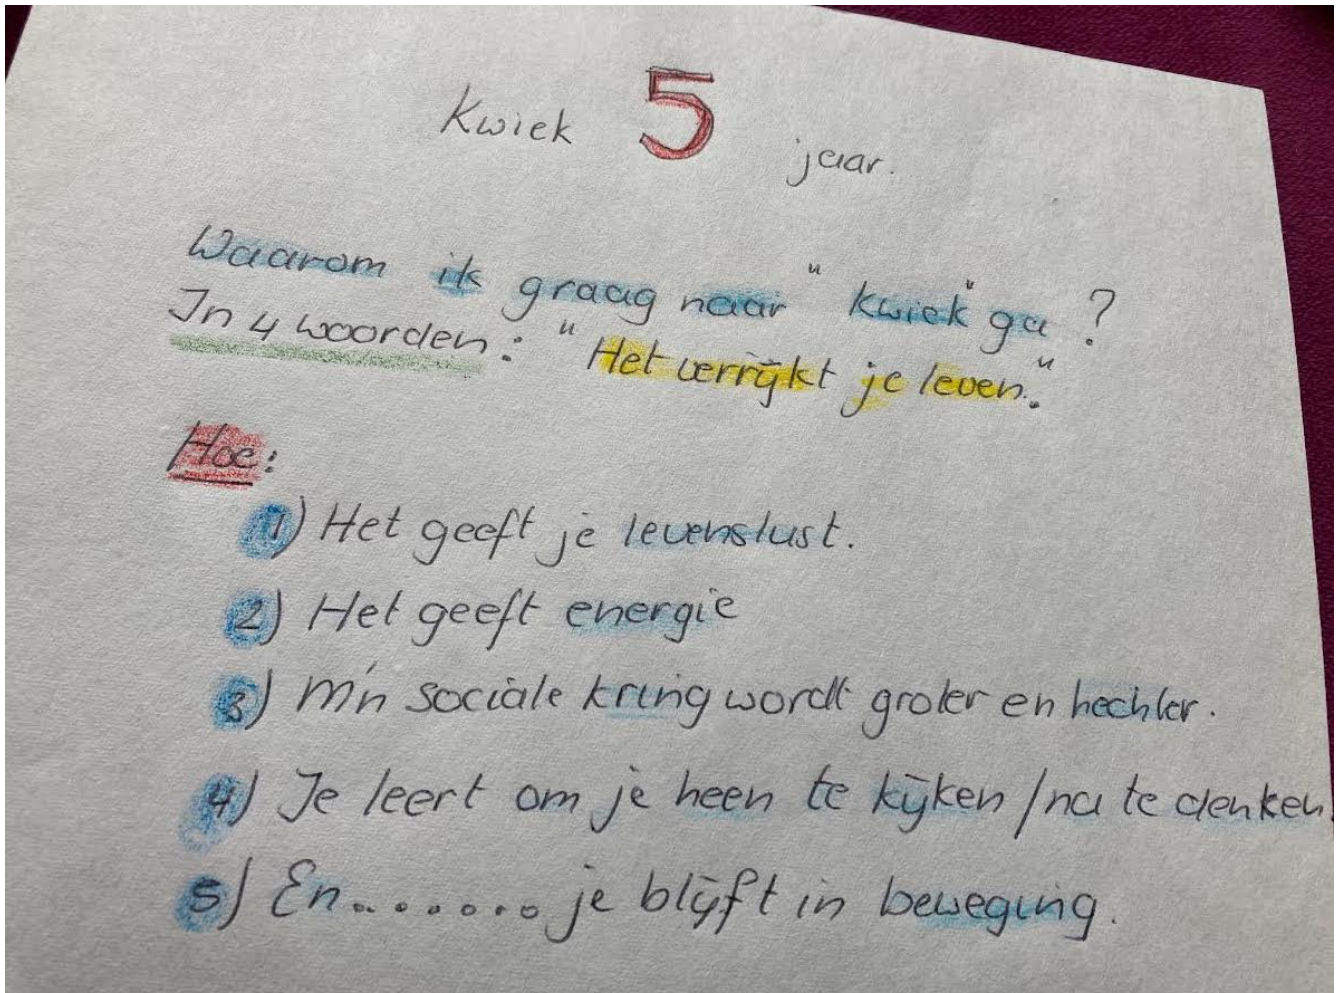 Kwiek 5 jaar.
Waarom ik graag naar "Kwiek" ga?
In 4 woorden: "Het verrijkt je leven."
Hoe:
1) Het geeft je levenslust.
2) Het geeft energie
3) M'n sociale kring wordt groter en hechter.
4) Je leert om je heen te kijken / na te denken!
5) En....... je blijft in beweging.